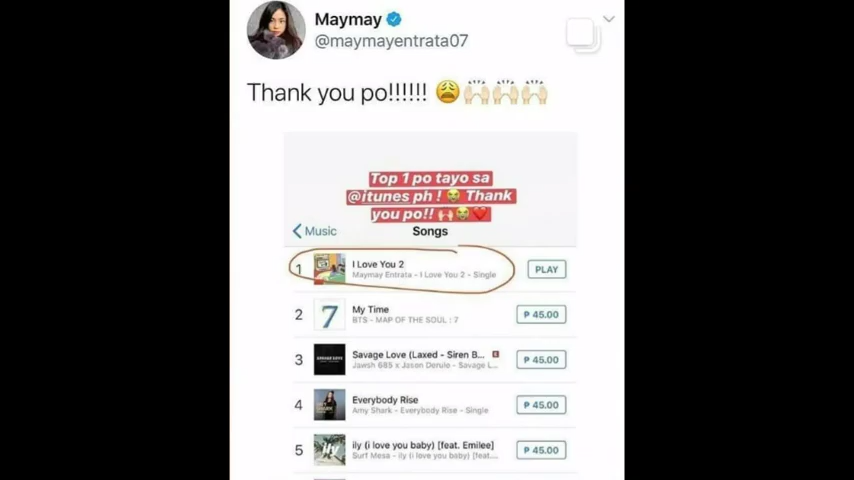 Maymay
@maymayentrata07
Thank you po!!!!!! 😩🙌🏻🙌🏻🙌🏻
Top 1 po tayo sa
@itunes ph ! 😭 Thank
you po!! 🙌🏻😭❤️
Music
Songs
1
I Love You 2
Maymay Entrata - I Love You 2 - Single
PLAY
2
My Time
BTS - MAP OF THE SOUL : 7
₱ 45.00
3
Savage Love (Laxed - Siren B... E
Jawsh 685 x Jason Derulo - Savage L...
₱ 45.00
4
Everybody Rise
Amy Shark - Everybody Rise - Single
₱ 45.00
5
ily (i love you baby) [feat. Emilee]
Surf Mesa - ily (i love you baby) [feat....
₱ 45.00
7
ily